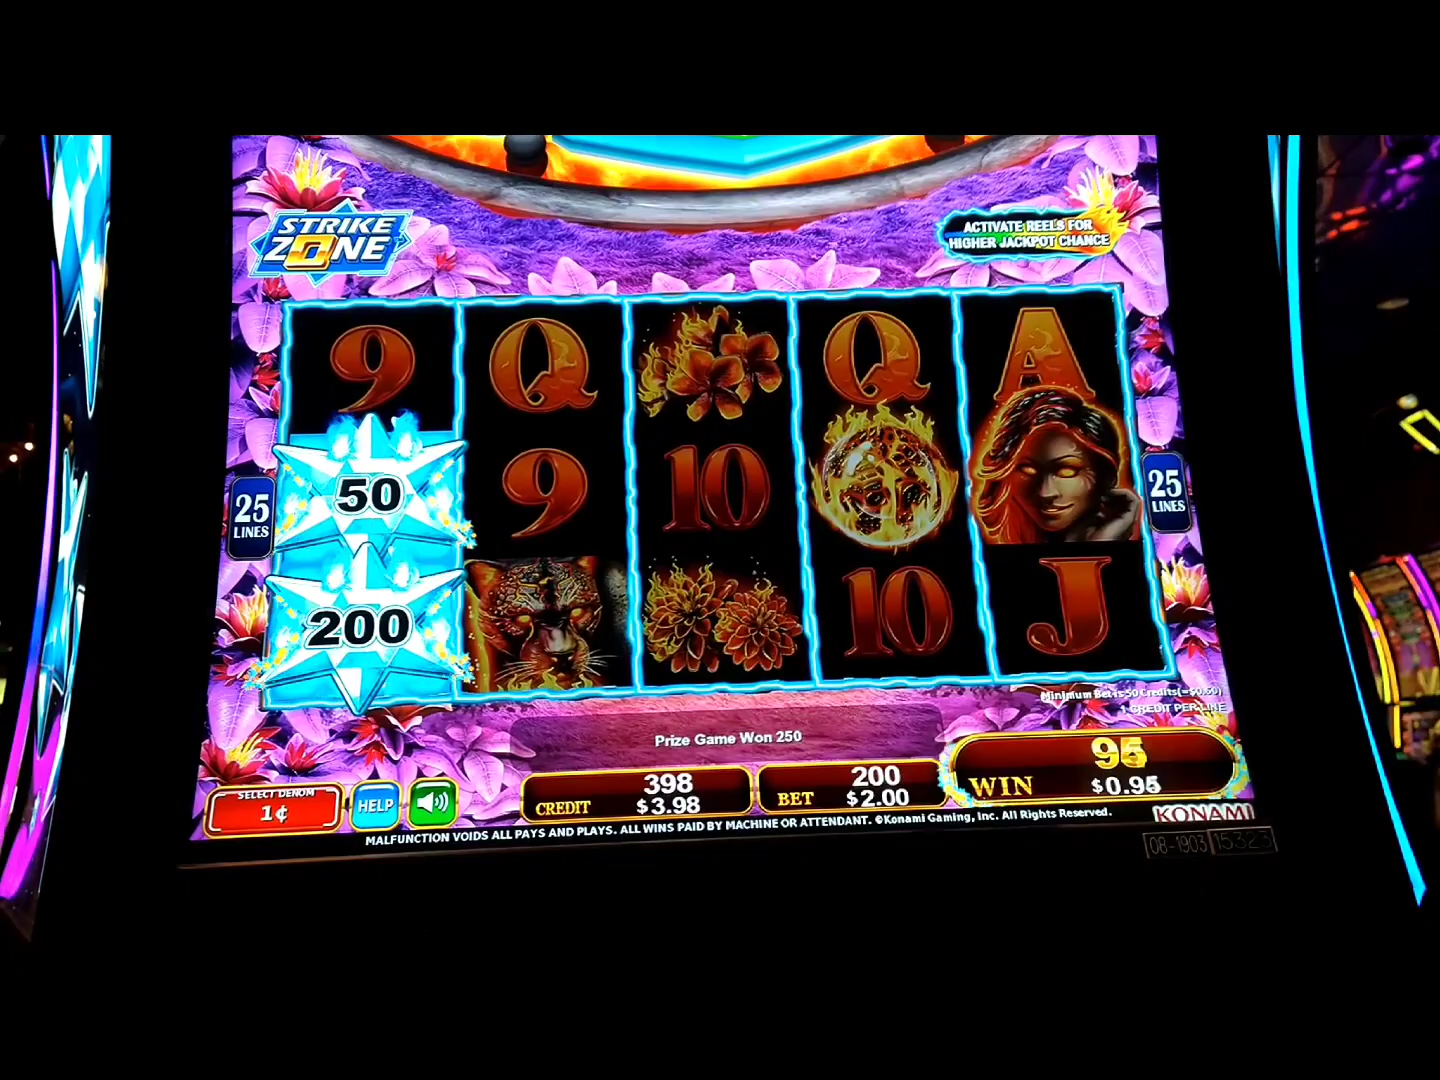 STRIKE
ZONE
ACTIVATE REELS FOR
HIGHER JACKPOT CHANCE
9 Q Q A
50 9 10
200 10 J
25
LINES
25
LINES
Minimum Bet is 50 Credits(=$0.50)
1 CREDIT PER LINE
Prize Game Won 250
SELECT DENOM
1¢
HELP
CREDIT
398
$3.98
BET
200
$2.00
WIN
95
$0.95
MALFUNCTION VOIDS ALL PAYS AND PLAYS. ALL WINS PAID BY MACHINE OR ATTENDANT. ©Konami Gaming, Inc. All Rights Reserved.
KONAMI
08-1903 15323